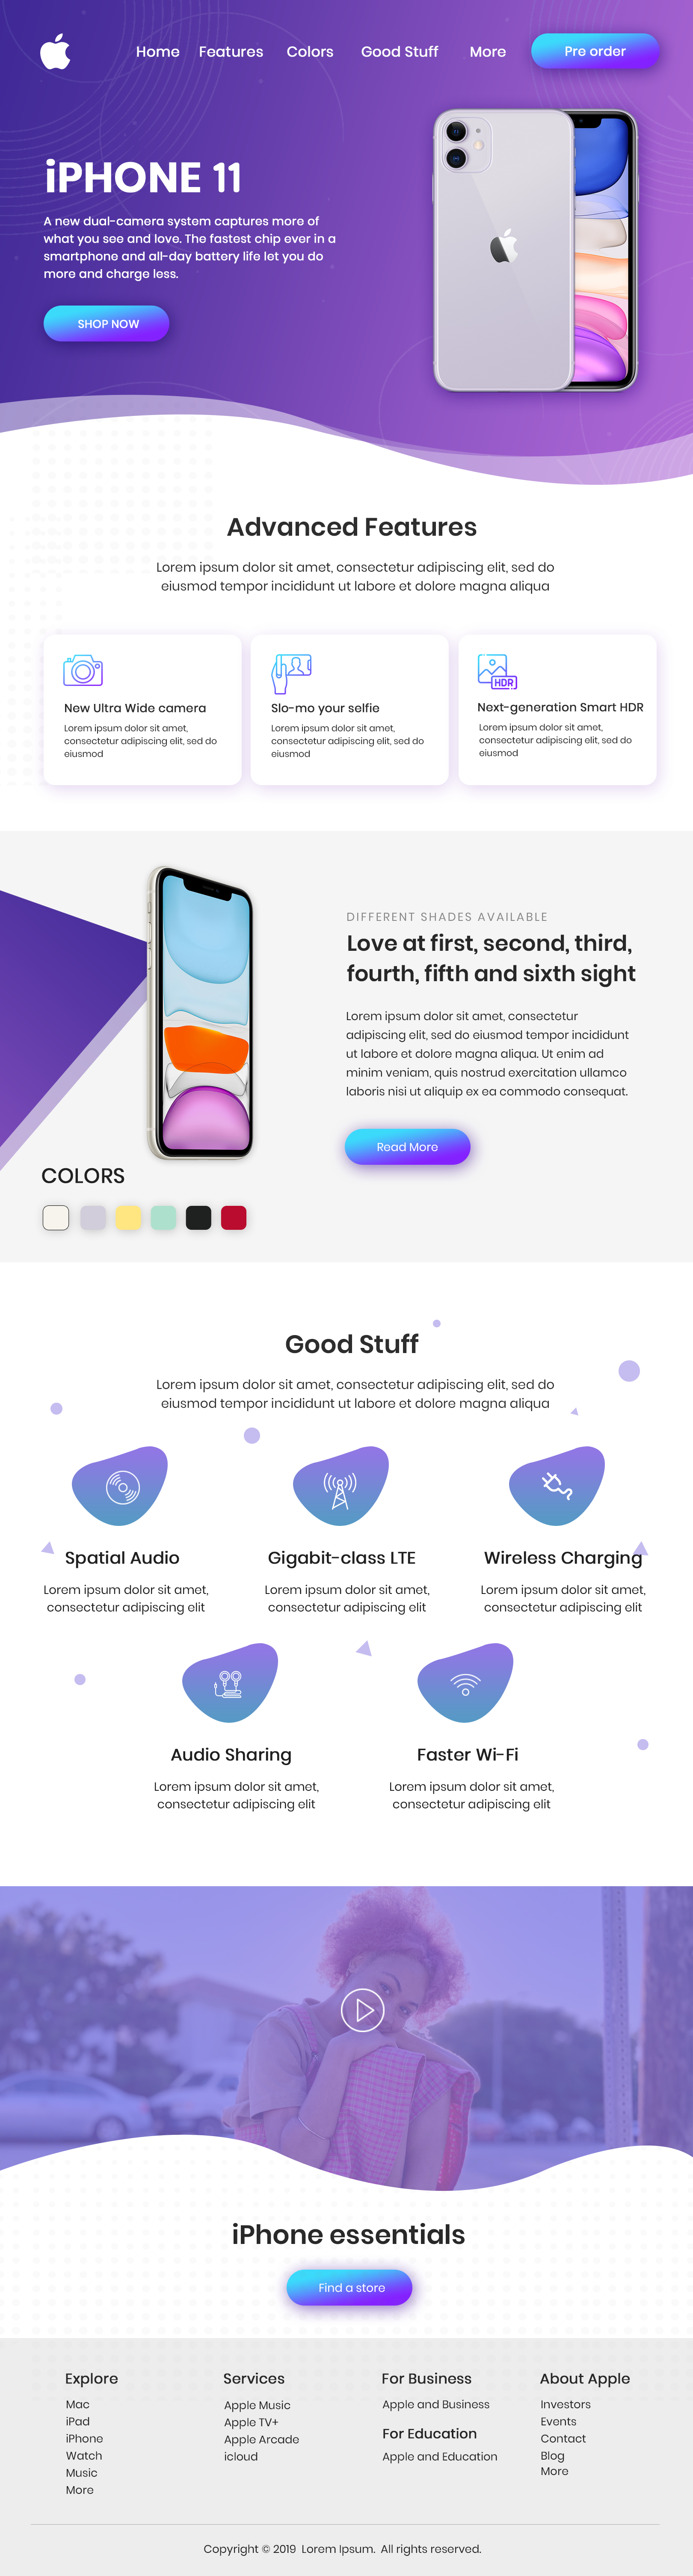 Home Features Colors Good Stuff More Pre order
iPHONE 11
A new dual-camera system captures more of
what you see and love. The fastest chip ever in a
smartphone and all-day battery life let you do
more and charge less.
SHOP NOW
Advanced Features
Lorem ipsum dolor sit amet, consectetur adipiscing elit, sed do
eiusmod tempor incididunt ut labore et dolore magna aliqua
New Ultra Wide camera
Lorem ipsum dolor sit amet,
consectetur adipiscing elit, sed do
eiusmod
Slo-mo your selfie
Lorem ipsum dolor sit amet,
consectetur adipiscing elit, sed do
eiusmod
HDR
Next-generation Smart HDR
Lorem ipsum dolor sit amet,
consectetur adipiscing elit, sed do
eiusmod
DIFFERENT SHADES AVAILABLE
Love at first, second, third,
fourth, fifth and sixth sight
Lorem ipsum dolor sit amet, consectetur
adipiscing elit, sed do eiusmod tempor incididunt
ut labore et dolore magna aliqua. Ut enim ad
minim veniam, quis nostrud exercitation ullamco
laboris nisi ut aliquip ex ea commodo consequat.
Read More
COLORS
Good Stuff
Lorem ipsum dolor sit amet, consectetur adipiscing elit, sed do
eiusmod tempor incididunt ut labore et dolore magna aliqua
Spatial Audio
Lorem ipsum dolor sit amet,
consectetur adipiscing elit
Gigabit-class LTE
Lorem ipsum dolor sit amet,
consectetur adipiscing elit
Wireless Charging
Lorem ipsum dolor sit amet,
consectetur adipiscing elit
Audio Sharing
Lorem ipsum dolor sit amet,
consectetur adipiscing elit
Faster Wi-Fi
Lorem ipsum dolor sit amet,
consectetur adipiscing elit
iPhone essentials
Find a store
Explore
Mac
iPad
iPhone
Watch
Music
More
Services
Apple Music
Apple TV+
Apple Arcade
icloud
For Business
Apple and Business
For Education
Apple and Education
About Apple
Investors
Events
Contact
Blog
More
Copyright © 2019 Lorem Ipsum. All rights reserved.